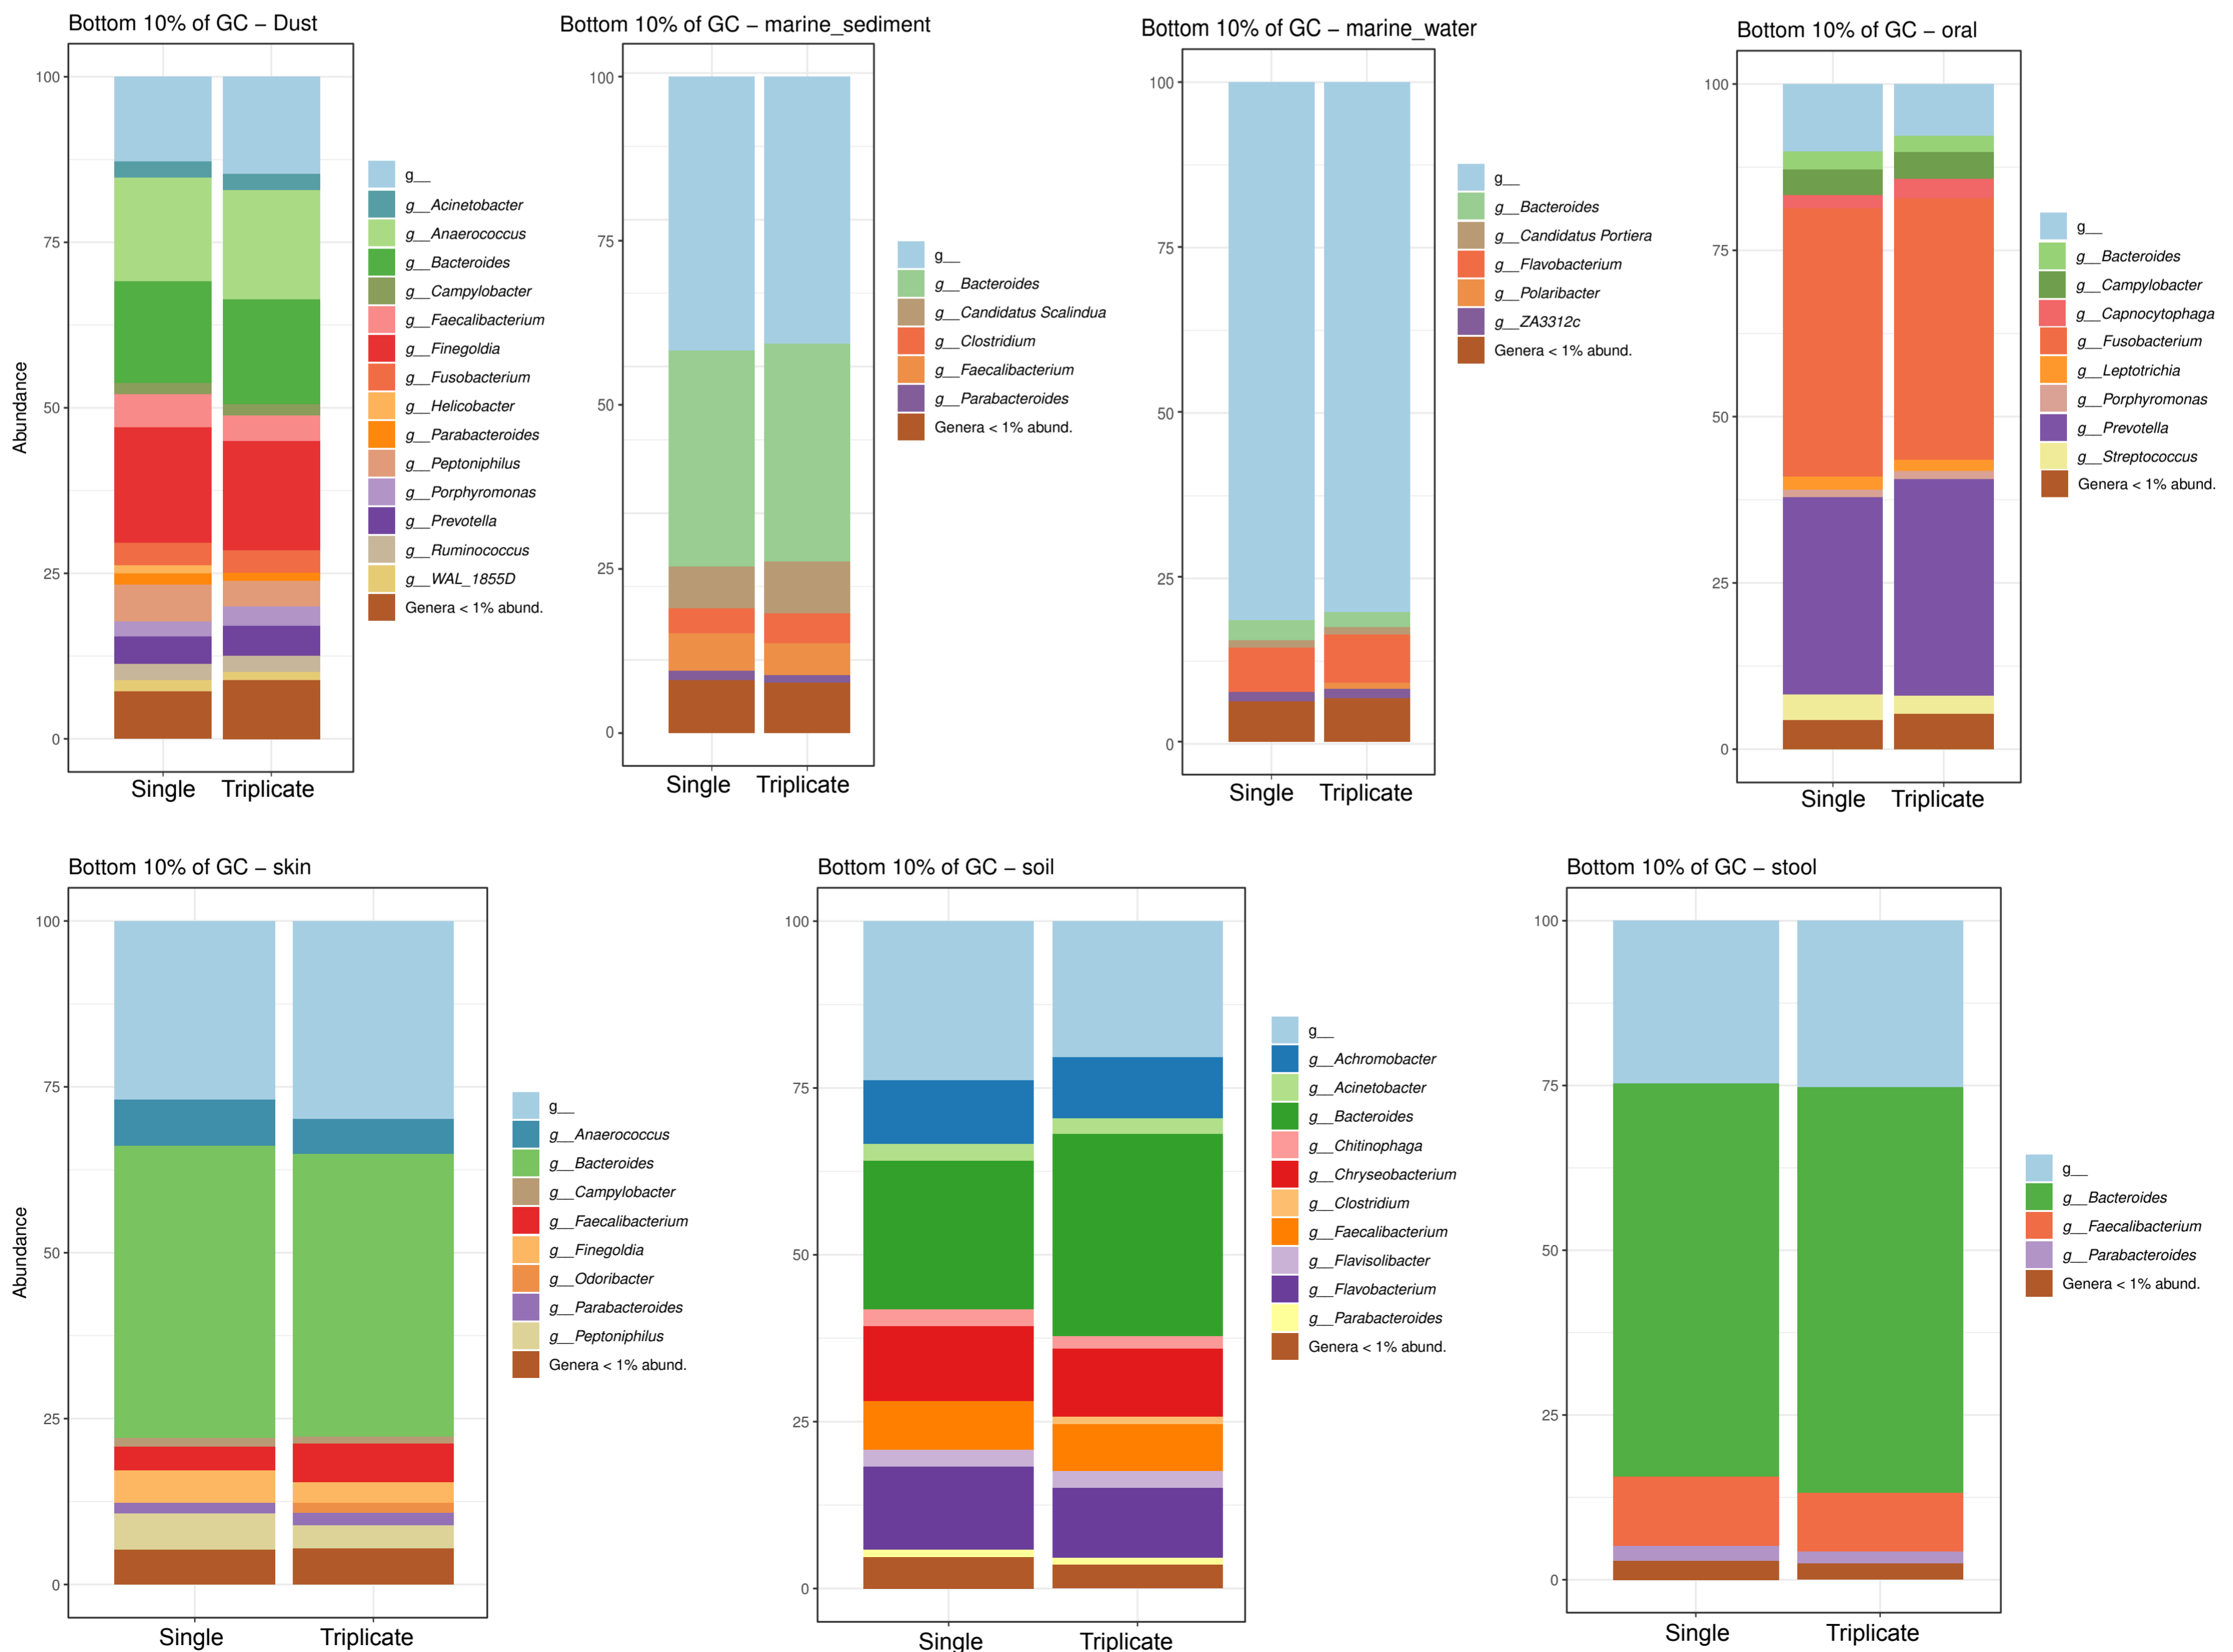 Bottom 10% of GC – Dust
Abundance
100
75
50
25
0
Single Triplicate
g__
g__Acinetobacter
g__Anaerococcus
g__Bacteroides
g__Campylobacter
g__Faecalibacterium
g__Finegoldia
g__Fusobacterium
g__Helicobacter
g__Parabacteroides
g__Peptoniphilus
g__Porphyromonas
g__Prevotella
g__Ruminococcus
g__WAL_1855D
Genera < 1% abund.
Bottom 10% of GC – marine_sediment
100
75
50
25
0
Single Triplicate
g__
g__Bacteroides
g__Candidatus Scalindua
g__Clostridium
g__Faecalibacterium
g__Parabacteroides
Genera < 1% abund.
Bottom 10% of GC – marine_water
100
75
50
25
0
Single Triplicate
g__
g__Bacteroides
g__Candidatus Portiera
g__Flavobacterium
g__Polaribacter
g__ZA3312c
Genera < 1% abund.
Bottom 10% of GC – oral
100
75
50
25
0
Single Triplicate
g__
g__Bacteroides
g__Campylobacter
g__Capnocytophaga
g__Fusobacterium
g__Leptotrichia
g__Porphyromonas
g__Prevotella
g__Streptococcus
Genera < 1% abund.
Bottom 10% of GC – skin
Abundance
100
75
50
25
0
Single Triplicate
g__
g__Anaerococcus
g__Bacteroides
g__Campylobacter
g__Faecalibacterium
g__Finegoldia
g__Odoribacter
g__Parabacteroides
g__Peptoniphilus
Genera < 1% abund.
Bottom 10% of GC – soil
100
75
50
25
0
Single Triplicate
g__
g__Achromobacter
g__Acinetobacter
g__Bacteroides
g__Chitinophaga
g__Chryseobacterium
g__Clostridium
g__Faecalibacterium
g__Flavisolibacter
g__Flavobacterium
g__Parabacteroides
Genera < 1% abund.
Bottom 10% of GC – stool
100
75
50
25
0
Single Triplicate
g__
g__Bacteroides
g__Faecalibacterium
g__Parabacteroides
Genera < 1% abund.